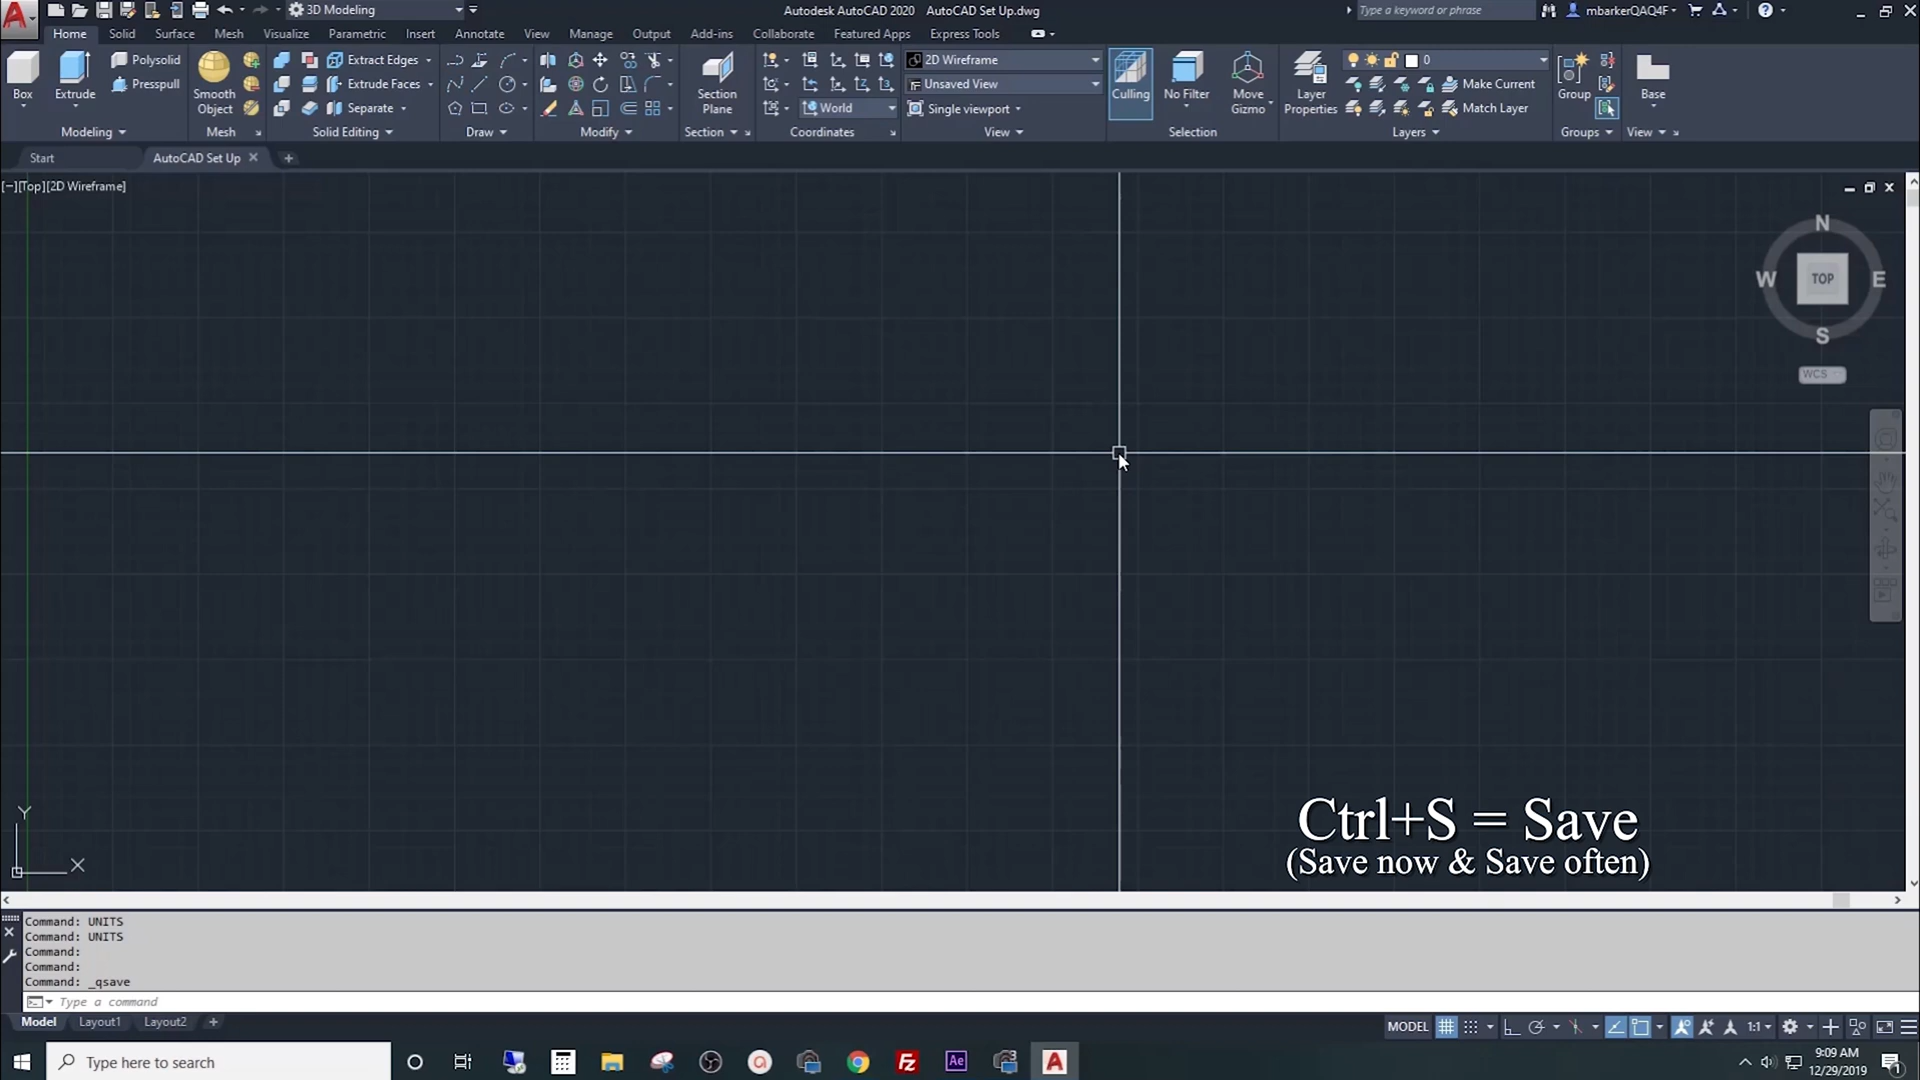 3D Modeling
Autodesk AutoCAD 2020 AutoCAD Set Up.dwg
Type a keyword or phrase
mbarkerQAQ4F
Home Solid Surface Mesh Visualize Parametric Insert Annotate View Manage Output Add-ins Collaborate Featured Apps Express Tools
Box
Extrude
Polysolid
Presspull
Modeling
Smooth
Object
Mesh
Extract Edges
Extrude Faces
Separate
Solid Editing
Draw
Modify
Section
Plane
Section
World
Coordinates
2D Wireframe
Unsaved View
Single viewport
View
Culling
No Filter
Move
Gizmo
Selection
Layer
Properties
0
Make Current
Match Layer
Layers
Group
Groups
Base
View
Start
AutoCAD Set Up
[−][Top][2D Wireframe]
N
W TOP E
S
WCS
Y
X
Ctrl+S = Save
(Save now & Save often)
Command: UNITS
Command: UNITS
Command:
Command:
Command: _qsave
Type a command
Model Layout1 Layout2
MODEL
1:1
Type here to search
Ae
9:09 AM
12/29/2019